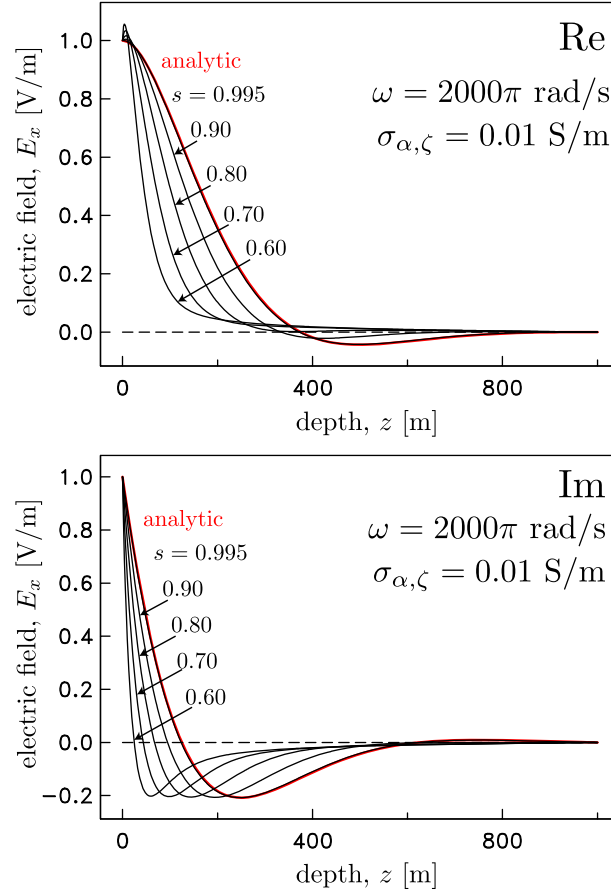 Re
ω = 2000π rad/s
σα,ζ = 0.01 S/m
analytic
s = 0.995
0.90
0.80
0.70
0.60
electric field, Ex [V/m]
1.0
0.8
0.6
0.4
0.2
0.0
0
400
800
depth, z [m]
Im
ω = 2000π rad/s
σα,ζ = 0.01 S/m
analytic
s = 0.995
0.90
0.80
0.70
0.60
electric field, Ex [V/m]
1.0
0.8
0.6
0.4
0.2
0.0
−0.2
0
400
800
depth, z [m]